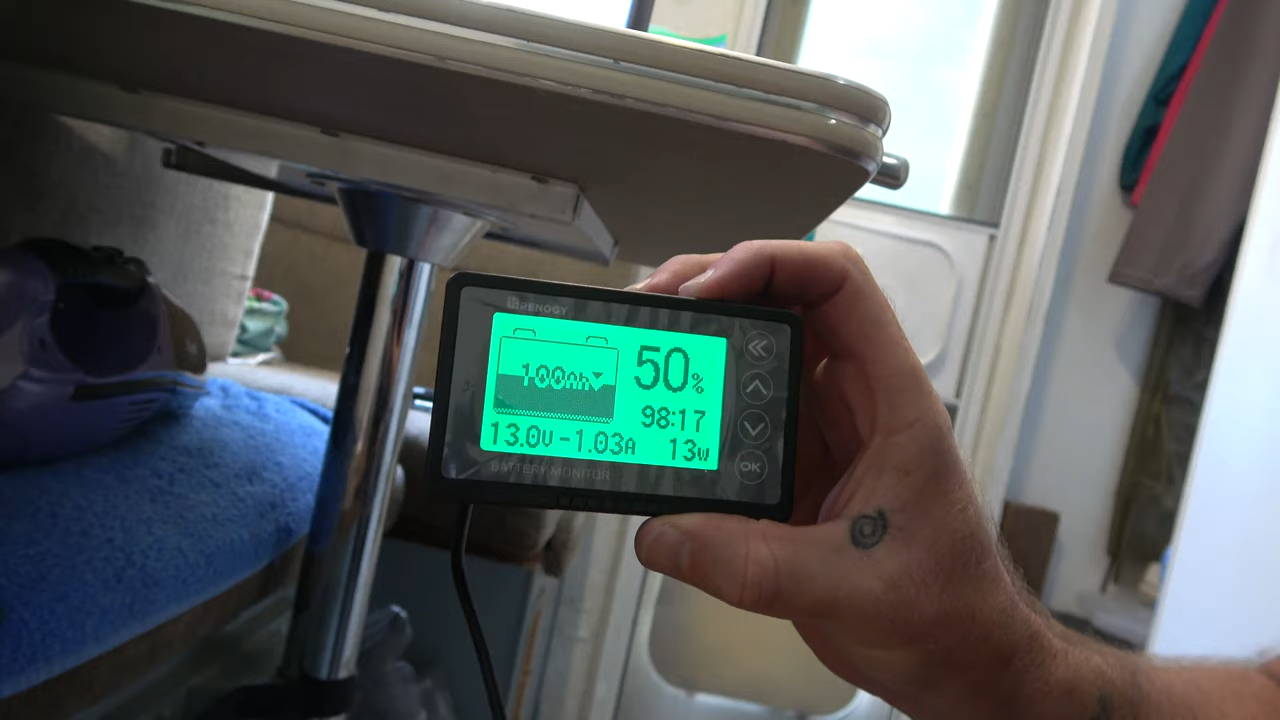 RENOGY
100Ah
50%
98:17
13.0V -1.03A 13W
BATTERY MONITOR
OK